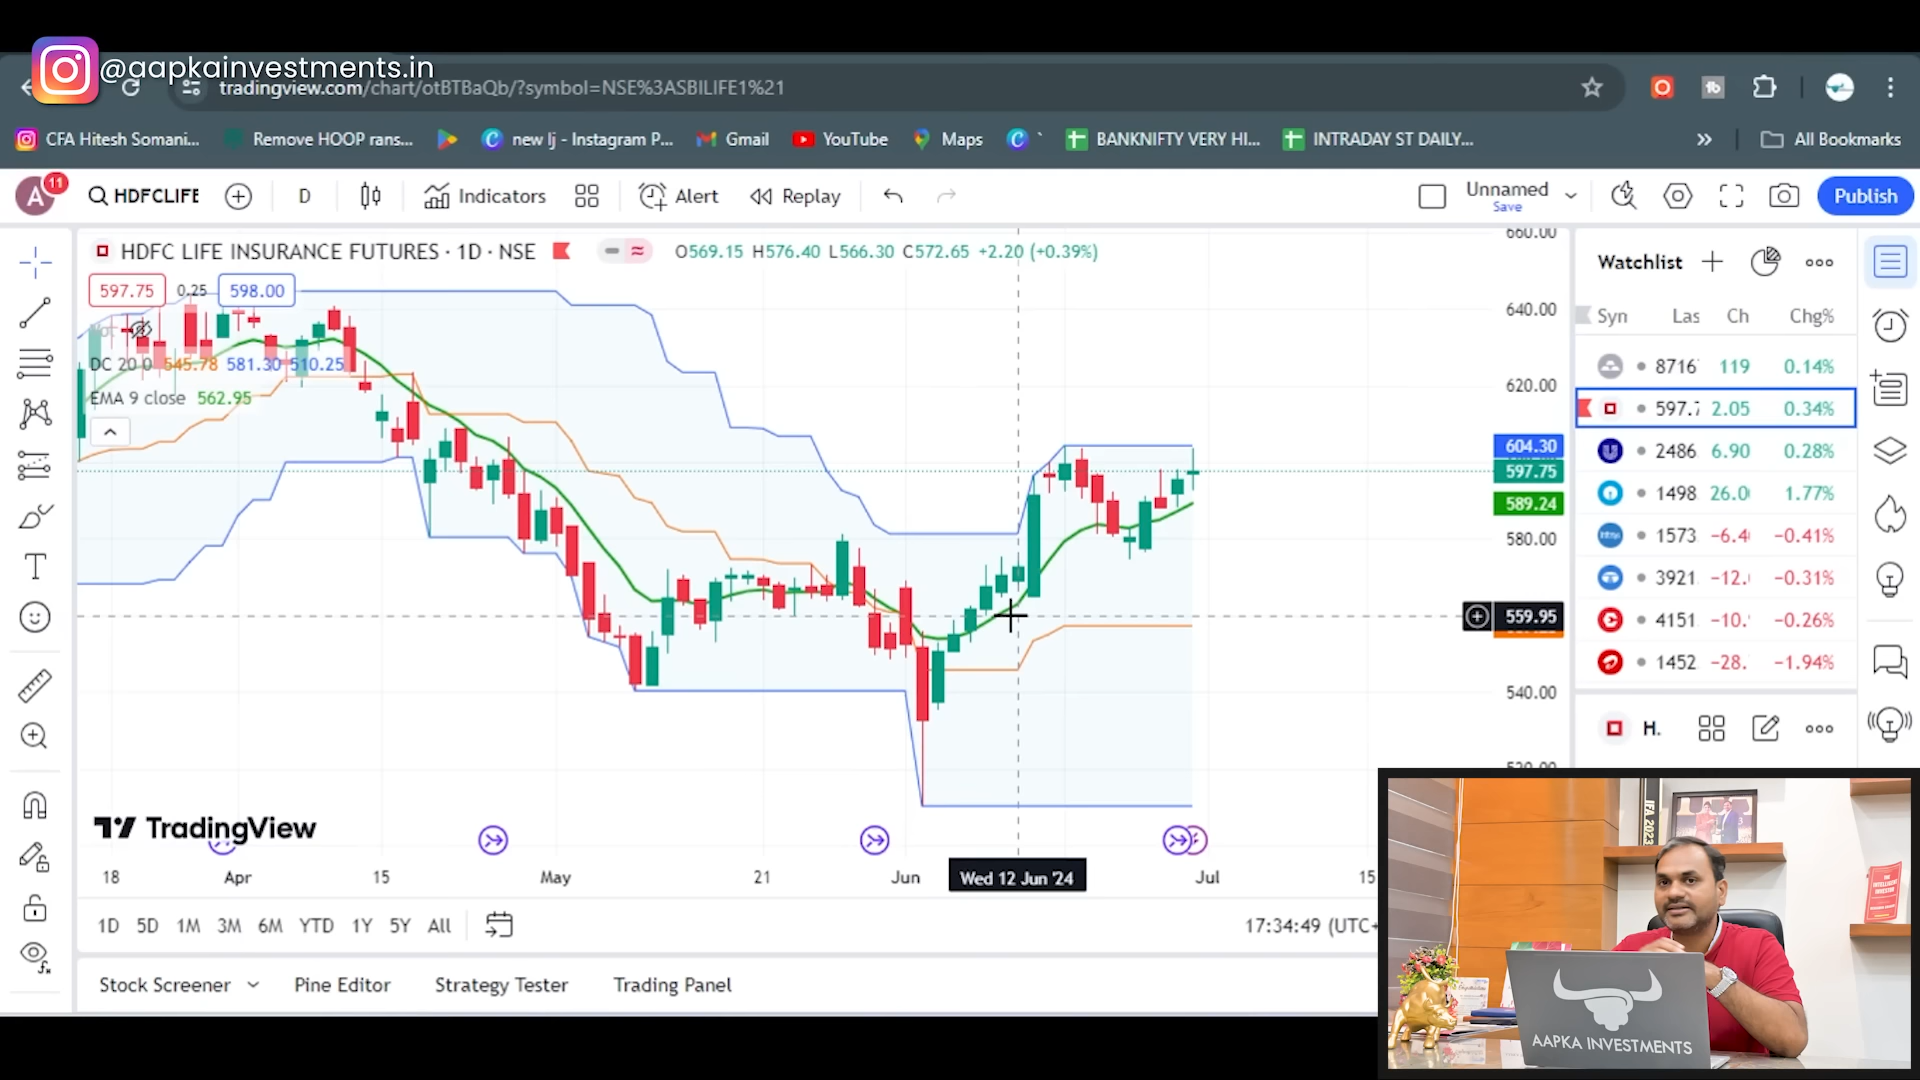 @aapkainvestments.in
tradingview.com/chart/otBTBaQb/?symbol=NSE%3ASBILIFE1%21
CFA Hitesh Somani... Remove HOOP rans... new lj - Instagram P... Gmail YouTube Maps BANKNIFTY VERY HI... INTRADAY ST DAILY... » All Bookmarks
A 11 HDFCLIFE D Indicators Alert Replay Unnamed Publish
Save
HDFC LIFE INSURANCE FUTURES · 1D · NSE O569.15 H576.40 L566.30 C572.65 +2.20 (+0.39%)
597.75 0.25 598.00
DC 20 0 545.78 581.30 510.25
EMA 9 close 562.95
660.00
640.00
620.00
604.30
597.75
589.24
580.00
559.95
540.00
Watchlist
Syn Las Ch Chg%
8716 119 0.14%
597.7 2.05 0.34%
2486 6.90 0.28%
1498 26.0 1.77%
1573 −6.4 −0.41%
3921 −12. −0.31%
4151 −10. −0.26%
1452 −28. −1.94%
H.
TradingView
18 Apr 15 May 21 Jun Wed 12 Jun '24 Jul 15
1D 5D 1M 3M 6M YTD 1Y 5Y All 17:34:49 (UTC+
Stock Screener Pine Editor Strategy Tester Trading Panel
IFA 2023
AAPKA INVESTMENTS